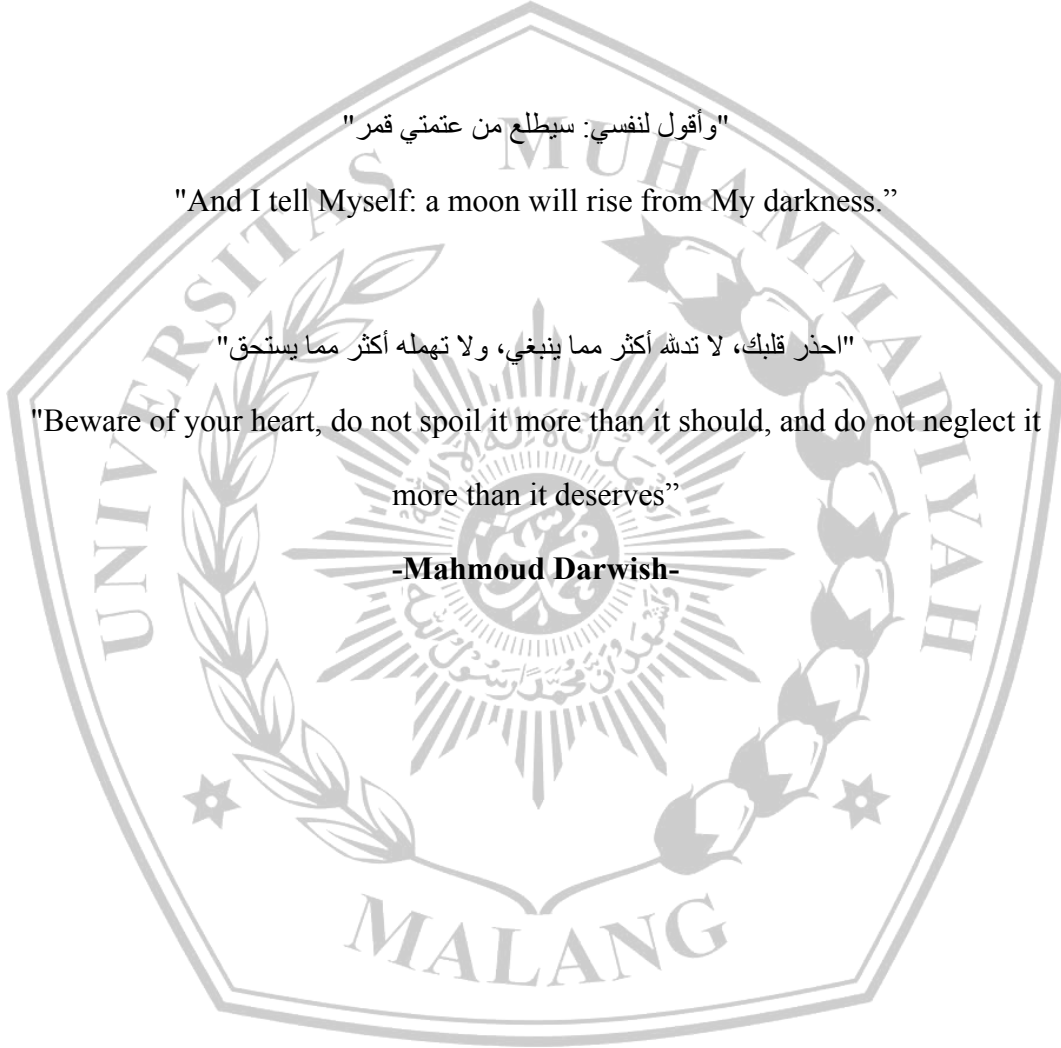 "وأقول لنفسي: سيطلع من عتمتي قمر"
"And I tell Myself: a moon will rise from My darkness.”
"احذر قلبك، لا تدلله أكثر مما ينبغي، ولا تهمله أكثر مما يستحق"
"Beware of your heart, do not spoil it more than it should, and do not neglect it
more than it deserves”
-Mahmoud Darwish-
UNIVERSITAS MUHAMMADIYAH
MALANG